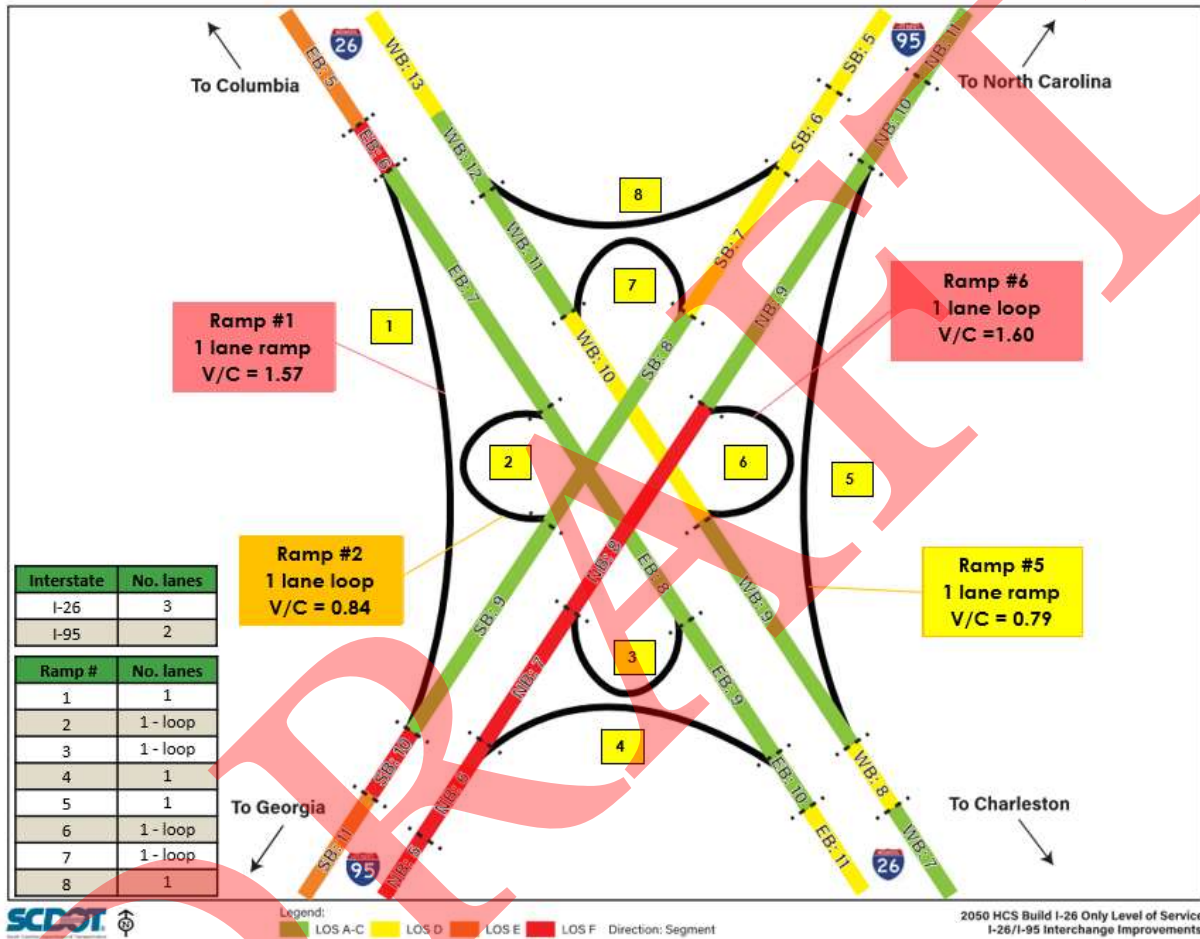 26
95
To Columbia
To North Carolina
EB: 5
WB: 13
SB: 5
NB: 11
EB: 6
WB: 12
SB: 6
NB: 10
8
EB: 7
WB: 11
SB: 7
NB: 9
7
1
Ramp #1
1 lane ramp
V/C = 1.57
Ramp #6
1 lane loop
V/C =1.60
WB: 10
SB: 8
2
6
5
Ramp #2
1 lane loop
V/C = 0.84
Ramp #5
1 lane ramp
V/C = 0.79
NB: 8
EB: 8
WB: 9
SB: 9
3
NB: 7
EB: 9
4
SB: 10
NB: 6
EB: 10
WB: 8
To Georgia
To Charleston
SB: 11
95
NB: 5
EB: 11
26
WB: 7
Interstate No. lanes
I-26 3
I-95 2
Ramp # No. lanes
1 1
2 1 - loop
3 1 - loop
4 1
5 1
6 1 - loop
7 1 - loop
8 1
DRAFT
SCDOT
N
Legend:
LOS A-C LOS D LOS E LOS F Direction: Segment
2050 HCS Build I-26 Only Level of Service
I-26/I-95 Interchange Improvements